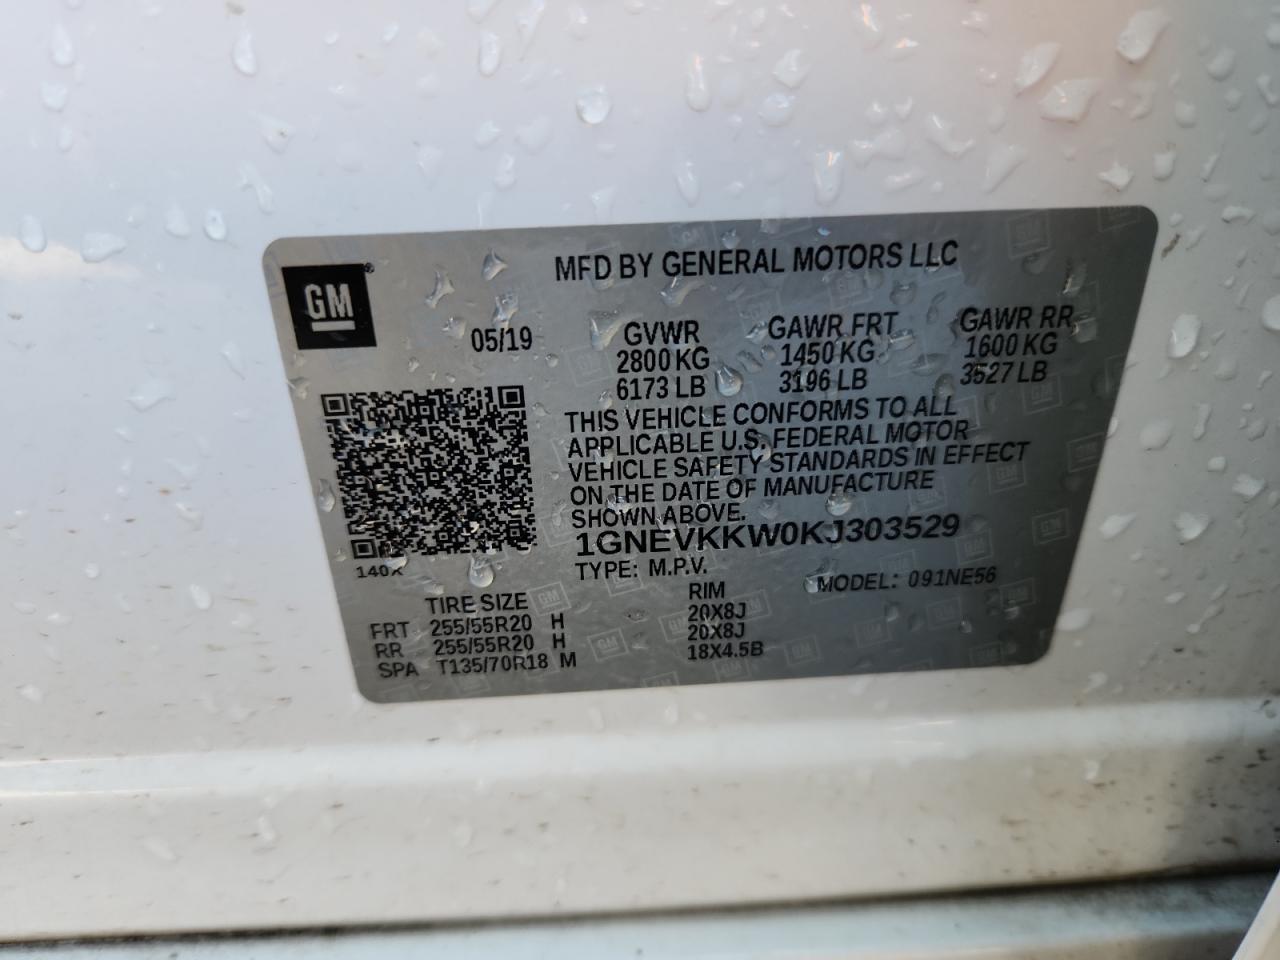 MFD BY GENERAL MOTORS LLC
GM
05/19 GVWR GAWR FRT GAWR RR
2800 KG 1450 KG 1600 KG
6173 LB 3196 LB 3527 LB
THIS VEHICLE CONFORMS TO ALL
APPLICABLE U.S. FEDERAL MOTOR
VEHICLE SAFETY STANDARDS IN EFFECT
ON THE DATE OF MANUFACTURE
SHOWN ABOVE.
1GNEVKKW0KJ303529
140X
TYPE: M.P.V. MODEL: 091NE56
TIRE SIZE RIM
FRT 255/55R20 H 20X8J
RR 255/55R20 H 20X8J
SPA T135/70R18 M 18X4.5B